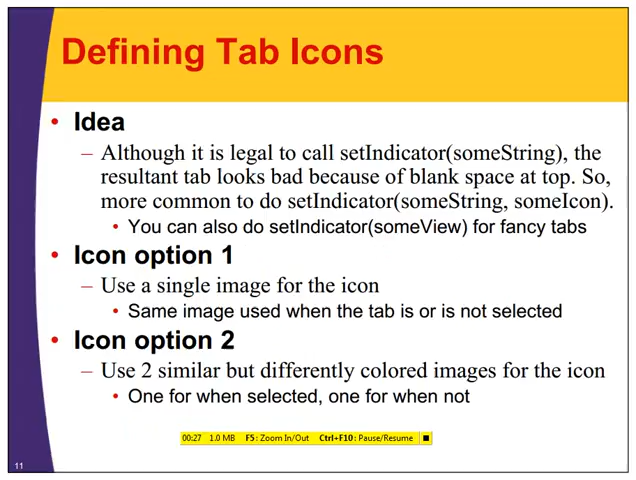 Defining Tab Icons
• Idea
– Although it is legal to call setIndicator(someString), the
resultant tab looks bad because of blank space at top. So,
more common to do setIndicator(someString, someIcon).
• You can also do setIndicator(someView) for fancy tabs
• Icon option 1
– Use a single image for the icon
• Same image used when the tab is or is not selected
• Icon option 2
– Use 2 similar but differently colored images for the icon
• One for when selected, one for when not
00:27 1.0 MB F5: Zoom In/Out Ctrl+F10: Pause/Resume
11